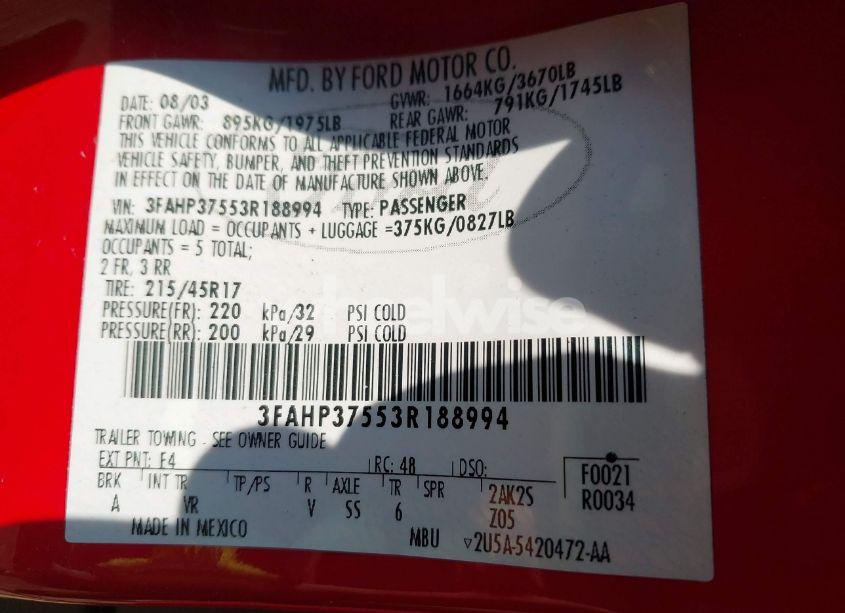 MFD. BY FORD MOTOR CO.
DATE: 08/03 GVWR: 1664KG/3670LB
FRONT GAWR: 895KG/1975LB REAR GAWR: 791KG/1745LB
THIS VEHICLE CONFORMS TO ALL APPLICABLE FEDERAL MOTOR
VEHICLE SAFETY, BUMPER, AND THEFT PREVENTION STANDARDS
IN EFFECT ON THE DATE OF MANUFACTURE SHOWN ABOVE.
VIN: 3FAHP37553R188994 TYPE: PASSENGER
MAXIMUM LOAD = OCCUPANTS + LUGGAGE =375KG/0827LB
OCCUPANTS = 5 TOTAL;
2 FR, 3 RR
TIRE: 215/45R17
PRESSURE(FR): 220 kPa/32 PSI COLD
PRESSURE(RR): 200 kPa/29 PSI COLD
3FAHP37553R188994
TRAILER TOWING - SEE OWNER GUIDE
EXT PNT: F4 RC: 48 DSO: F0021
BRK INT TR TP/PS R AXLE TR SPR 2AK2S R0034
A VR V SS 6 Z05
MADE IN MEXICO MBU ▽2U5A-5420472-AA